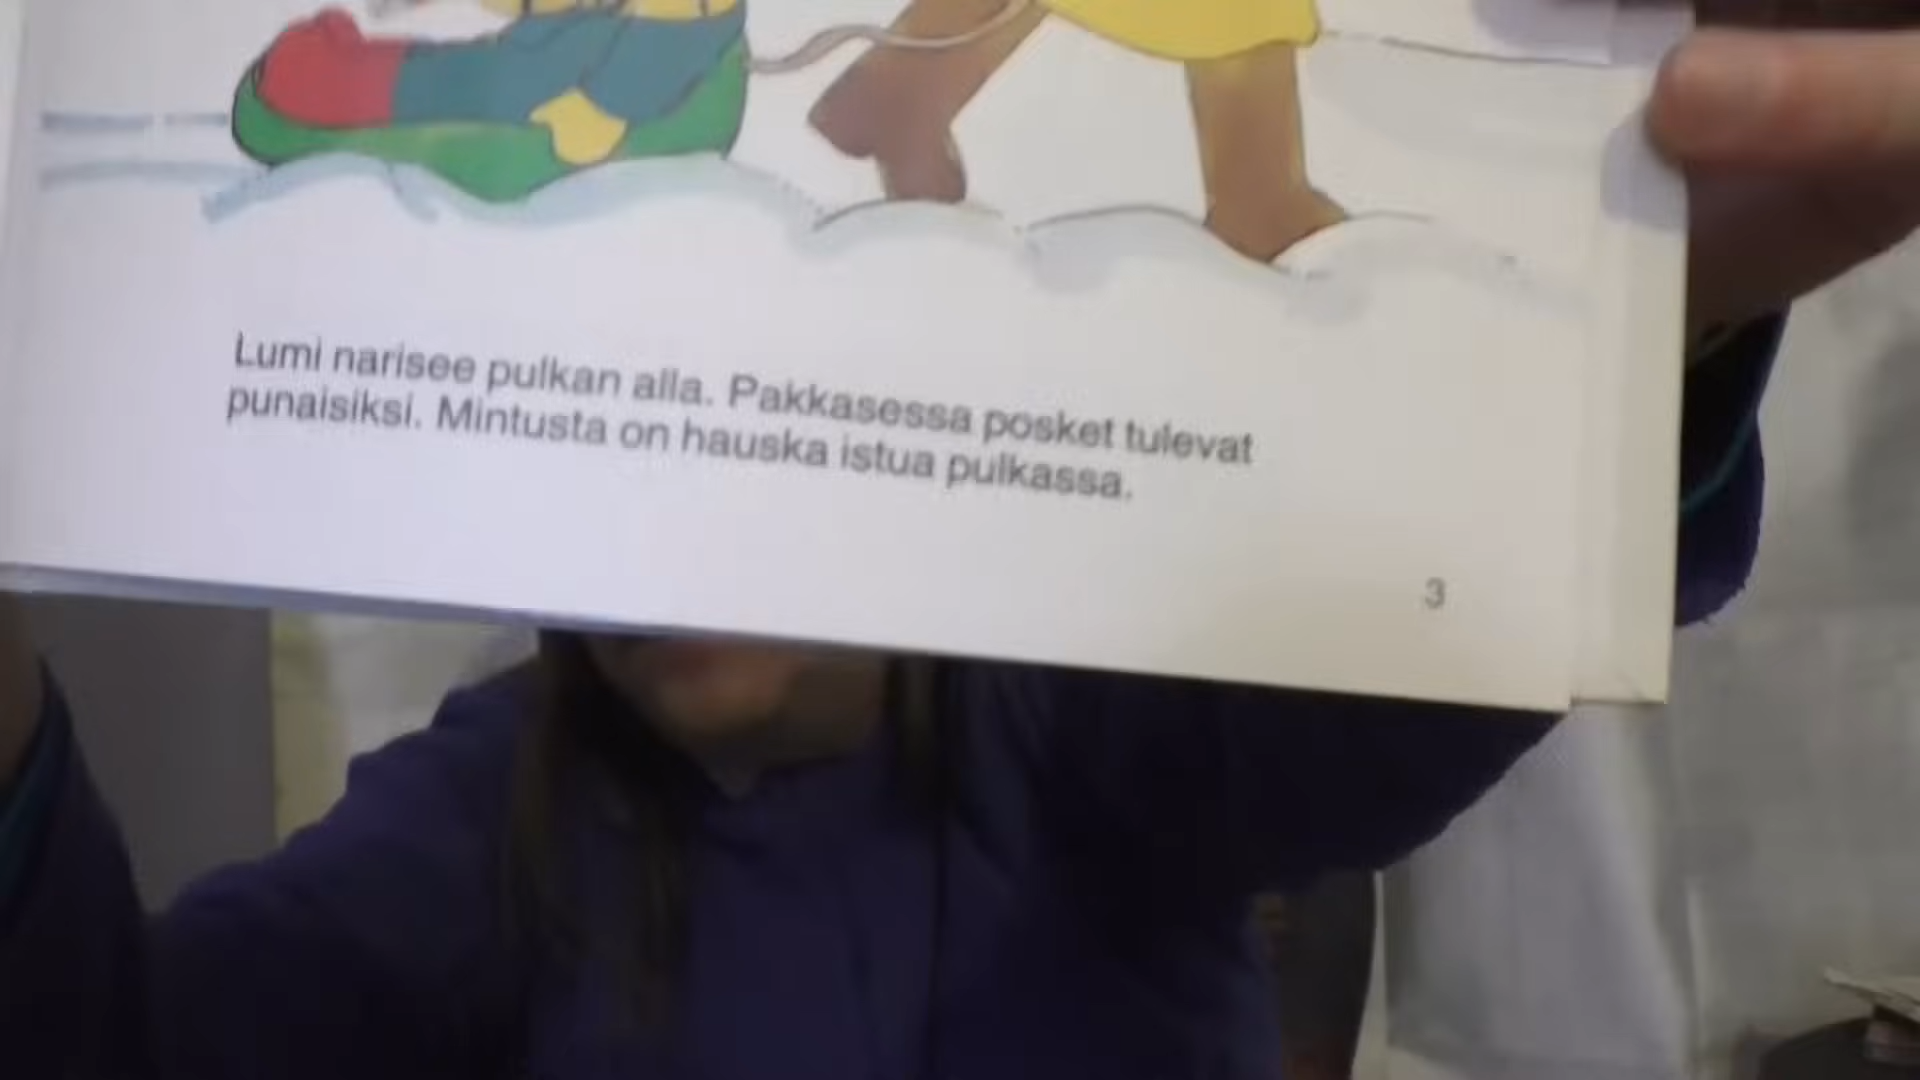 Lumi narisee pulkan alla. Pakkasessa posket tulevat
punaisiksi. Mintusta on hauska istua pulkassa.
3